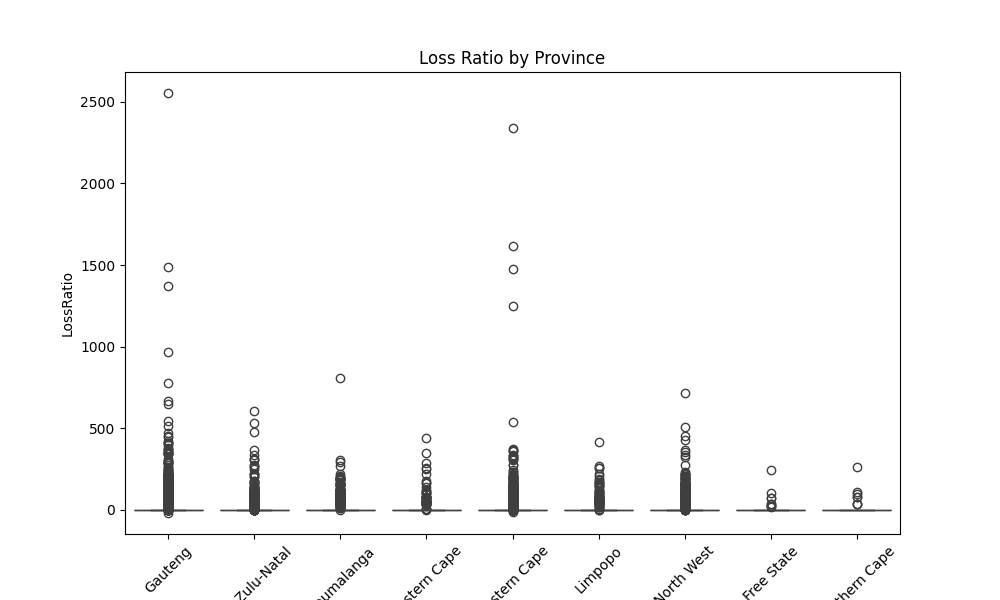 Loss Ratio by Province
LossRatio
2500
2000
1500
1000
500
0
Gauteng
Zulu-Natal
umalanga
stern Cape
stern Cape
Limpopo
North West
Free State
thern Cape